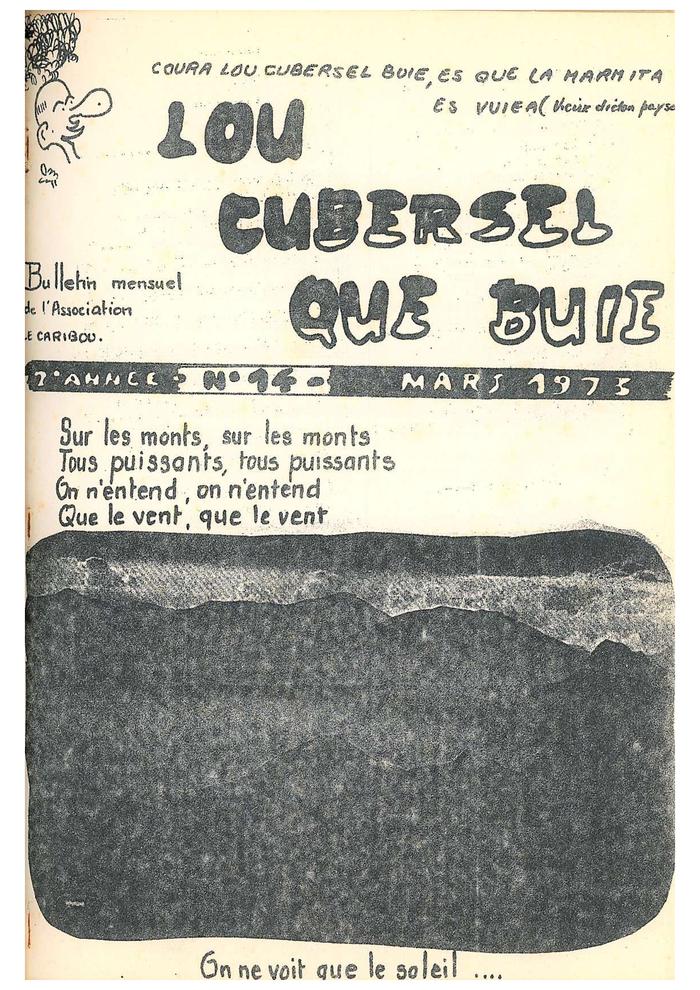 COURA LOU CUBERSEL BUIE, ES QUE LA MARMITA
ES VUIEA (Vieux dicton payse
LOU
CUBERSEL
QUE BUIE
Bulletin mensuel
de l'Association
LE CARIBOU.
2° ANNEE - N° 14 - MARS 1973
Sur les monts, sur les monts
Tous puissants, tous puissants
On n'entend, on n'entend
Que le vent, que le vent
On ne voit que le soleil ....